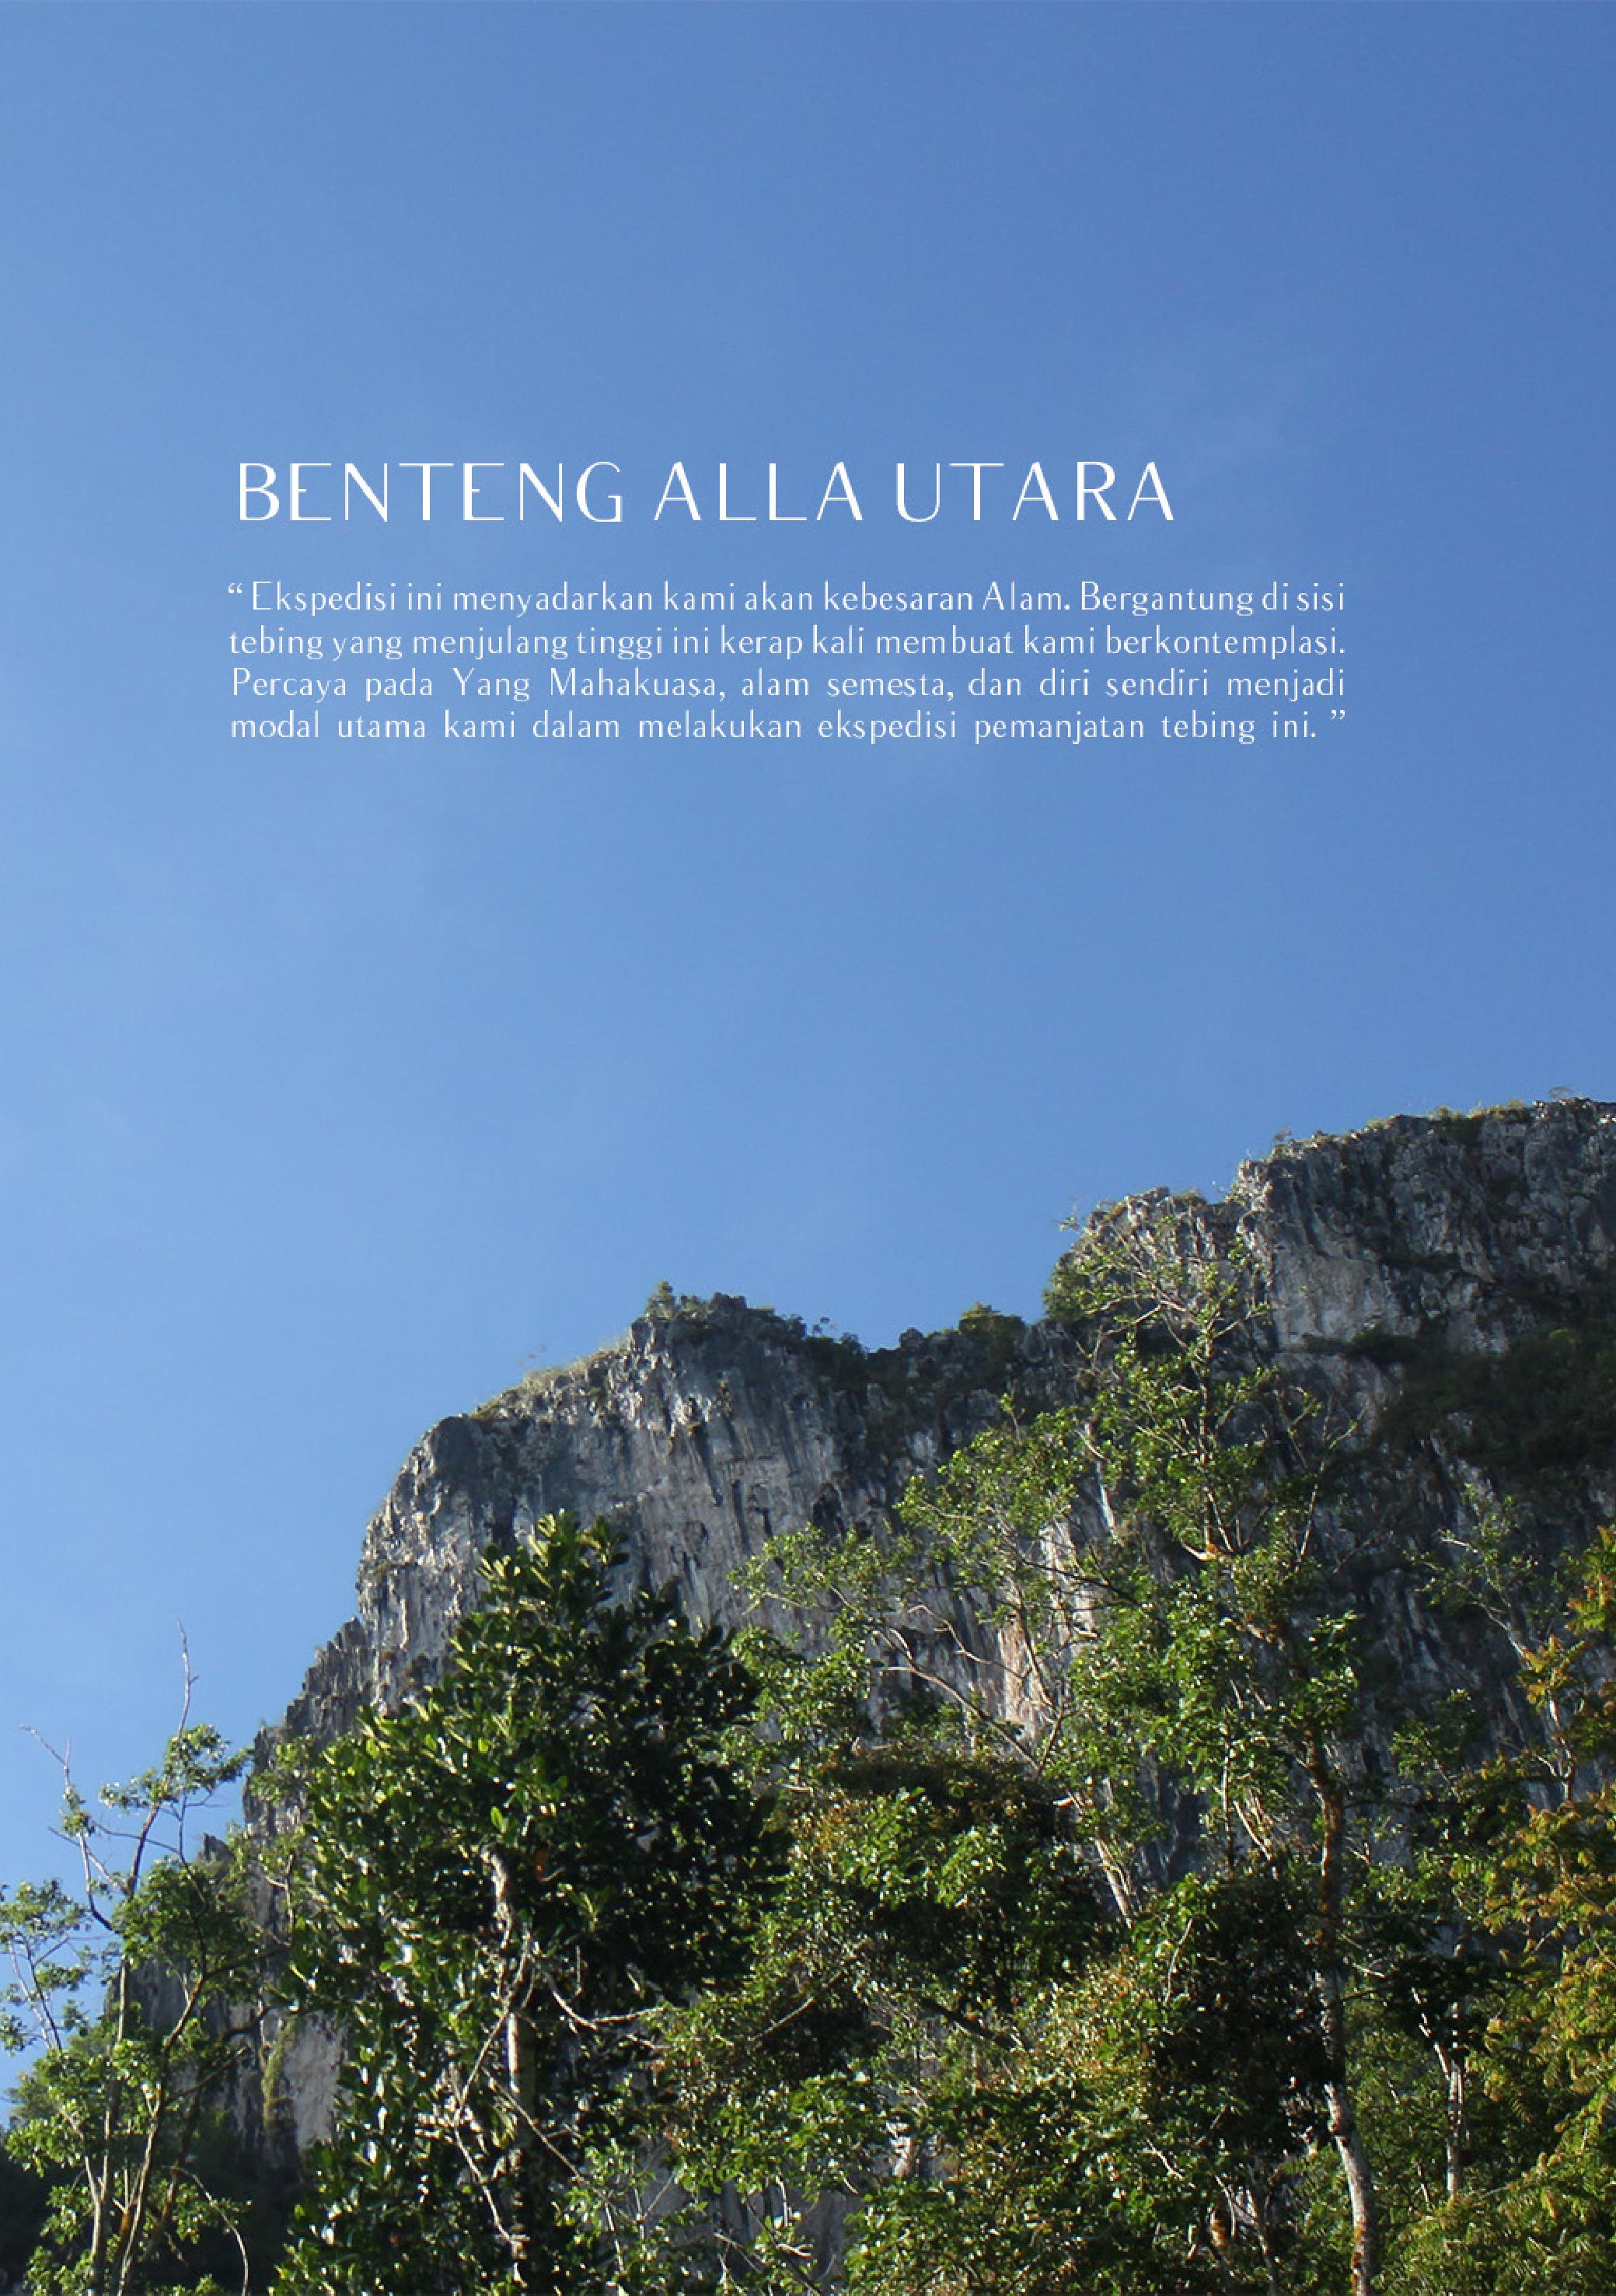 BENTENG ALLA UTARA
“ Ekspedisi ini menyadarkan kami akan kebesaran Alam. Bergantung di sisi
tebing yang menjulang tinggi ini kerap kali membuat kami berkontemplasi.
Percaya pada Yang Mahakuasa, alam semesta, dan diri sendiri menjadi
modal utama kami dalam melakukan ekspedisi pemanjatan tebing ini. ”